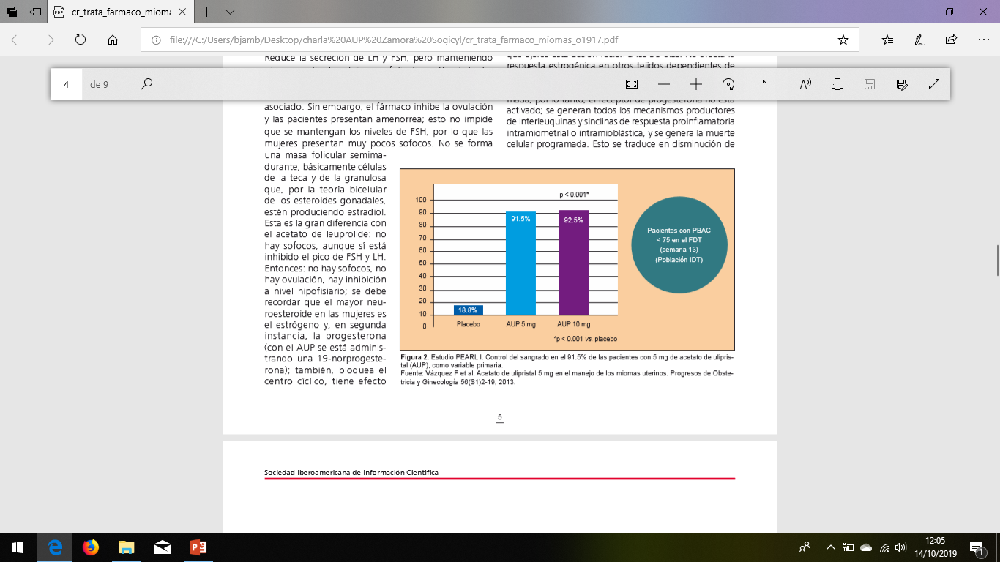 cr_trata_farmaco_miom
file:///C:/Users/bjamb/Desktop/charla%20AUP%20Zamora%20Sogicyl/cr_trata_farmaco_miomas_o1917.pdf
4 de 9
Reduce la secreción de LH y FSH, pero manteniendo
asociado. Sin embargo, el fármaco inhibe la ovulación
y las pacientes presentan amenorrea; esto no impide
que se mantengan los niveles de FSH, por lo que las
mujeres presentan muy pocos sofocos. No se forma
una masa folicular semima-
durante, básicamente células
de la teca y de la granulosa
que, por la teoría bicelular
de los esteroides gonadales,
estén produciendo estradiol.
Esta es la gran diferencia con
el acetato de leuprolide: no
hay sofocos, aunque sí está
inhibido el pico de FSH y LH.
Entonces: no hay sofocos, no
hay ovulación, hay inhibición
a nivel hipofisiario; se debe
recordar que el mayor neu-
roesteroide en las mujeres es
el estrógeno y, en segunda
instancia, la progesterona
(con el AUP se está adminis-
trando una 19-norprogeste-
rona); también, bloquea el
centro cíclico, tiene efecto
respuesta estrogénica en otros tejidos dependientes de
mada, por lo tanto, el receptor de progesterona no está
activado; se generan todos los mecanismos productores
de interleuquinas y sinclinas de respuesta proinflamatoria
intramiometrial o intramioblástica, y se genera la muerte
celular programada. Esto se traduce en disminución de
p < 0.001*
100
90
80
70
60
50
40
30
20
10
0
18.8%
91.5%
92.5%
Placebo
AUP 5 mg
AUP 10 mg
*p < 0.001 vs. placebo
Pacientes con PBAC
< 75 en el FDT
(semana 13)
(Población IDT)
Figura 2. Estudio PEARL I. Control del sangrado en el 91.5% de las pacientes con 5 mg de acetato de ulipris-
tal (AUP), como variable primaria.
Fuente: Vázquez F et al. Acetato de ulipristal 5 mg en el manejo de los miomas uterinos. Progresos de Obste-
tricia y Ginecología 56(S1)2-19, 2013.
5
Sociedad Iberoamericana de Información Científica
12:05
14/10/2019
1